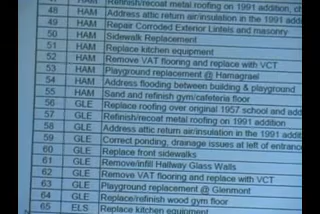 HAM Refinish/recoat metal roofing on 1991 addition,
48 HAM Address attic return air/insulation in the 1991 addit
49 HAM Repair Corroded Exterior Lintels and masonry
50 HAM Sidewalk Replacement
51 HAM Replace kitchen equipment
52 HAM Remove VAT flooring and replace with VCT
53 HAM Playground replacement @ Hamagrael
54 HAM Address flooding between building & playground
55 HAM Sand and refinish gym/cafeteria floor
56 GLE Replace roofing over original 1957 school and add
57 GLE Refinish/recoat metal roofing on 1991 addition
58 GLE Address attic return air/insulation in the 1991 addit
59 GLE Correct ponding, drainage issues at left of entranc
60 GLE Replace front sidewalks
61 GLE Remove/infill Hallway Glass Walls
62 GLE Remove VAT flooring and replace with VCT
63 GLE Playground replacement @ Glenmont
64 GLE Replace/refinish wood gym floor
65 ELS Replace kitchen equipment